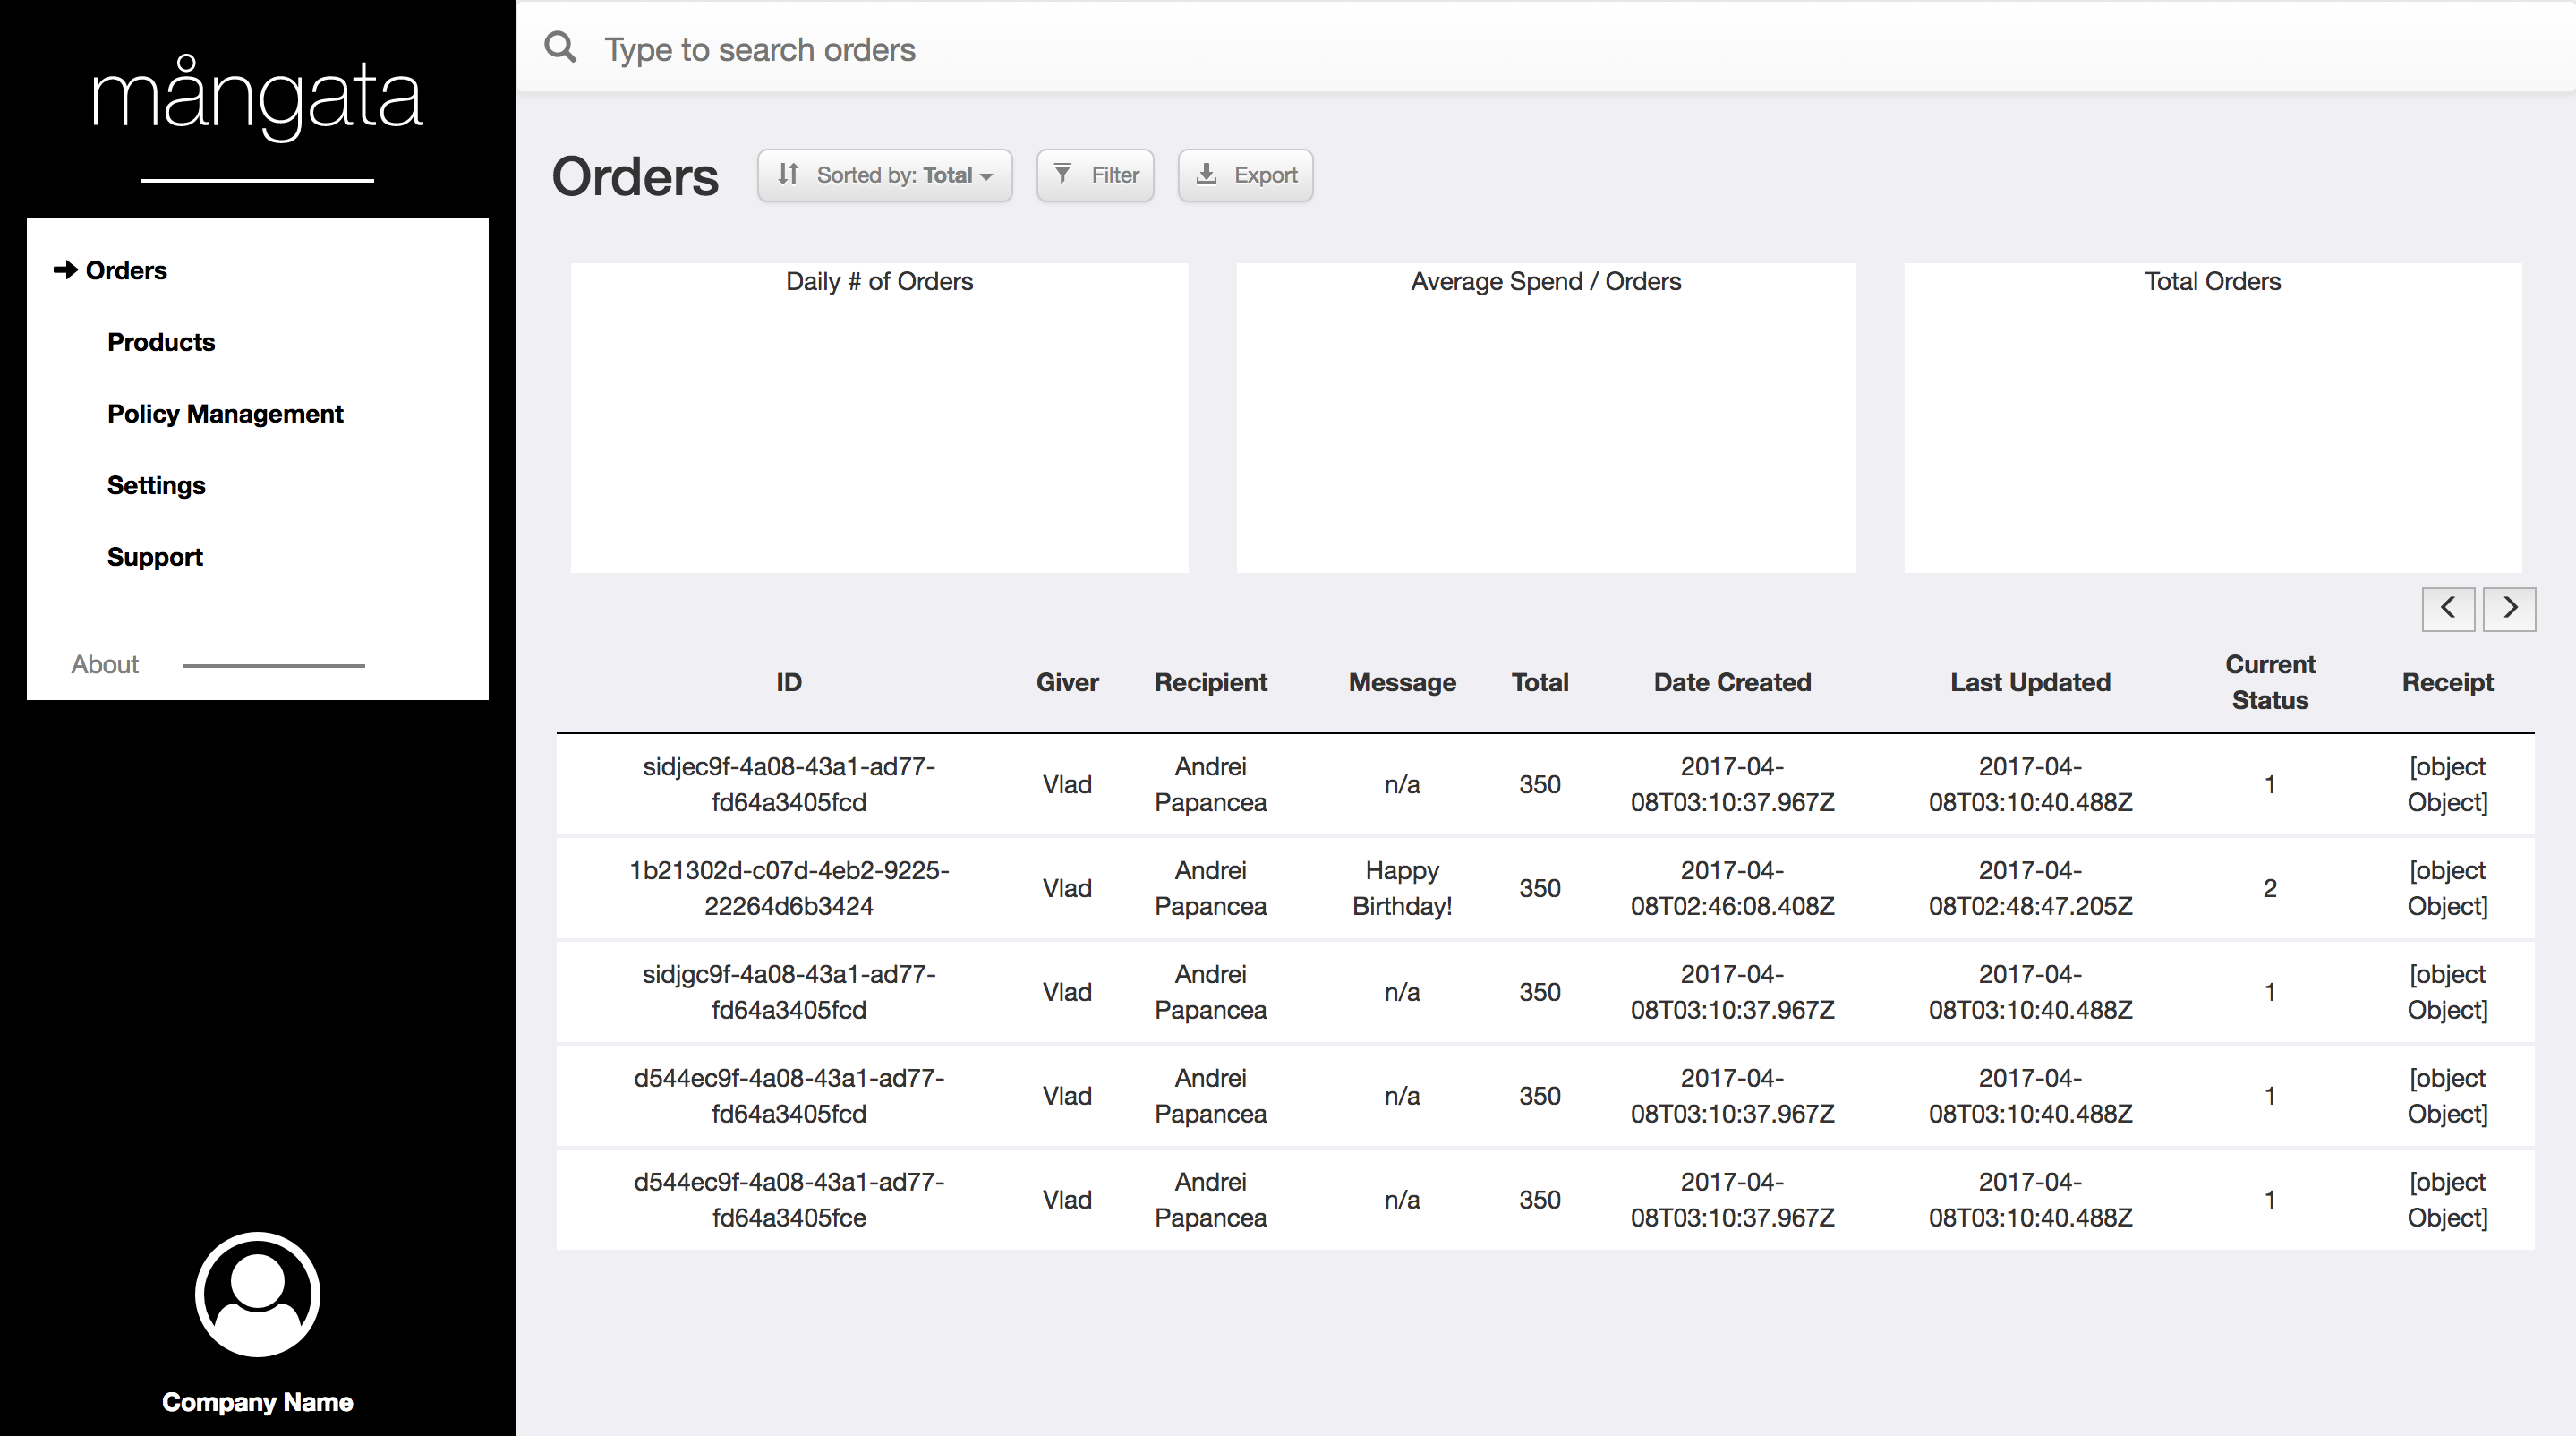 mångata
Orders
Products
Policy Management
Settings
Support
About
Company Name
Type to search orders
Orders
Sorted by: Total
Filter
Export
Daily # of Orders
Average Spend / Orders
Total Orders
ID Giver Recipient Message Total Date Created Last Updated Current Status Receipt
sidjec9f-4a08-43a1-ad77-fd64a3405fcd Vlad Andrei Papancea n/a 350 2017-04-08T03:10:37.967Z 2017-04-08T03:10:40.488Z 1 [object Object]
1b21302d-c07d-4eb2-9225-22264d6b3424 Vlad Andrei Papancea Happy Birthday! 350 2017-04-08T02:46:08.408Z 2017-04-08T02:48:47.205Z 2 [object Object]
sidjgc9f-4a08-43a1-ad77-fd64a3405fcd Vlad Andrei Papancea n/a 350 2017-04-08T03:10:37.967Z 2017-04-08T03:10:40.488Z 1 [object Object]
d544ec9f-4a08-43a1-ad77-fd64a3405fcd Vlad Andrei Papancea n/a 350 2017-04-08T03:10:37.967Z 2017-04-08T03:10:40.488Z 1 [object Object]
d544ec9f-4a08-43a1-ad77-fd64a3405fce Vlad Andrei Papancea n/a 350 2017-04-08T03:10:37.967Z 2017-04-08T03:10:40.488Z 1 [object Object]